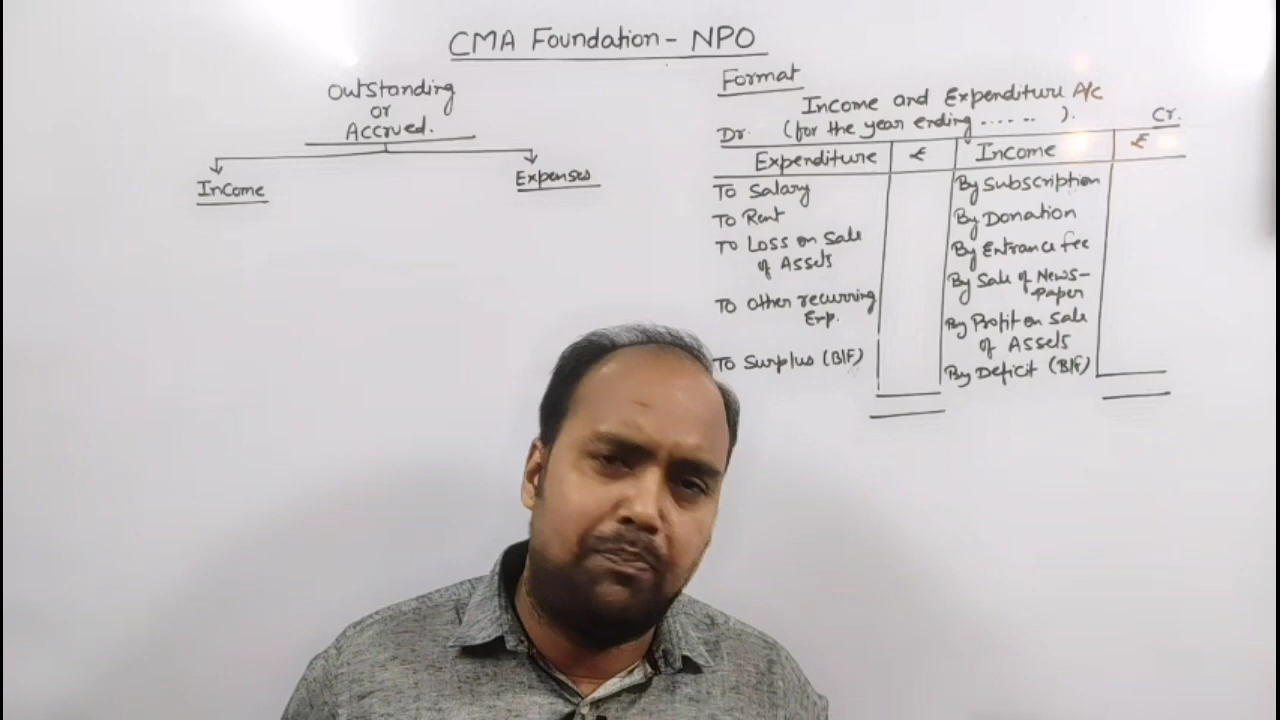 CMA Foundation - NPO
Outstanding
or
Accrued.
Income
Expenses
Format
Income and Expenditure A/c
Dr. (for the year ending ...... ). Cr.
Expenditure ₹ Income ₹
To Salary
To Rent
To Loss on Sale
of Assets
To Other recurring
Exp.
To Surplus (B/F)
By Subscription
By Donation
By Entrance fee
By Sale of News-
Paper
By Profit on Sale
of Assets
By Deficit (B/F)